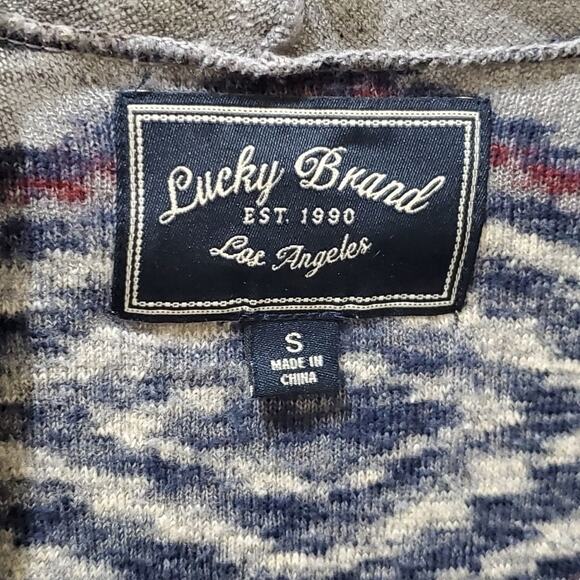 Lucky Brand
EST. 1990
Los Angeles
S
MADE IN
CHINA